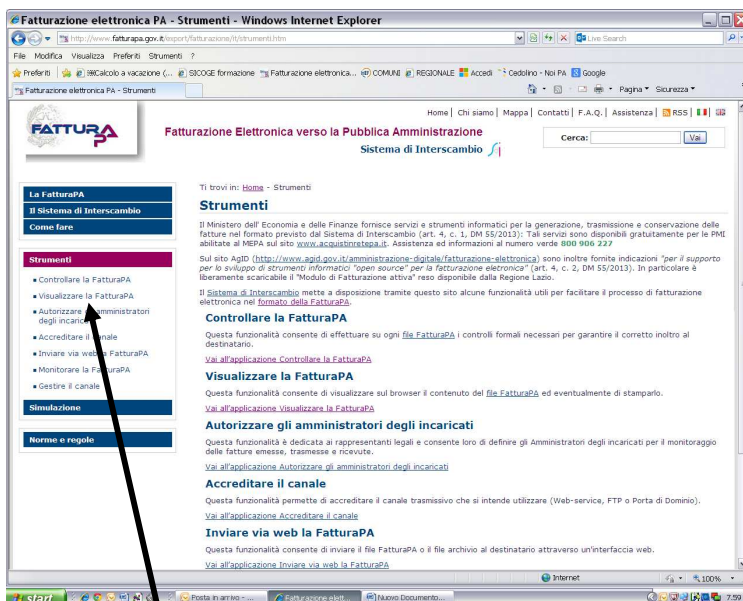 Fatturazione elettronica PA - Strumenti - Windows Internet Explorer
http://www.fatturapa.gov.it/export/fatturazione/it/strumenti.htm
Live Search
File Modifica Visualizza Preferiti Strumenti ?
Preferiti Calcolo a vacazione (... SICOGE formazione Fatturazione elettronica... COMUNI REGIONALE Accedi Cedolino - Noi PA Google
Fatturazione elettronica PA - Strumenti
Pagina Sicurezza
Home | Chi siamo | Mappa | Contatti | F.A.Q. | Assistenza | RSS |
FATTURAPA
Fatturazione Elettronica verso la Pubblica Amministrazione
Sistema di Interscambio
Cerca: Vai
Ti trovi in: Home - Strumenti
La FatturaPA
Il Sistema di Interscambio
Come fare
Strumenti
Controllare la FatturaPA
Visualizzare la FatturaPA
Autorizzare amministratori
degli incaricati
Accreditare il canale
Inviare via web la FatturaPA
Monitorare la FatturaPA
Gestire il canale
Simulazione
Norme e regole
Strumenti
Il Ministero dell' Economia e delle Finanze fornisce servizi e strumenti informatici per la generazione, trasmissione e conservazione delle
fatture nel formato previsto dal Sistema di Interscambio (art. 4, c. 1, DM 55/2013): Tali servizi sono disponibili gratuitamente per le PMI
abilitate al MEPA sul sito www.acquistinretepa.it. Assistenza ed informazioni al numero verde 800 906 227
Sul sito AgID (http://www.agid.gov.it/amministrazione-digitale/fatturazione-elettronica) sono inoltre fornite indicazioni "per il supporto
per lo sviluppo di strumenti informatici "open source" per la fatturazione eletronica" (art. 4, c. 2, DM 55/2013). In particolare è
liberamente scaricabile il "Modulo di Fatturazione attiva" reso disponibile dalla Regione Lazio.
Il Sistema di Interscambio mette a disposizione tramite questo sito alcune funzionalità utili per facilitare il processo di fatturazione
elettronica nel formato della FatturaPA.
Controllare la FatturaPA
Questa funzionalità consente di effettuare su ogni file FatturaPA i controlli formali necessari per garantire il corretto inoltro al
destinatario.
Vai all'applicazione Controllare la FatturaPA
Visualizzare la FatturaPA
Questa funzionalità consente di visualizzare sul browser il contenuto del file FatturaPA ed eventualmente di stamparlo.
Vai all'applicazione Visualizzare la FatturaPA
Autorizzare gli amministratori degli incaricati
Questa funzionalità è dedicata ai rappresentanti legali e consente loro di definire gli Amministratori degli incaricati per il monitoraggio
delle fatture emesse, trasmesse e ricevute.
Vai all'applicazione Autorizzare gli amministratori degli incaricati
Accreditare il canale
Questa funzionalità permette di accreditare il canale trasmissivo che si intende utilizzare (Web-service, FTP o Porta di Dominio).
Vai all'applicazione Accreditare il canale
Inviare via web la FatturaPA
Questa funzionalità consente di inviare il file FatturaPA o il file archivio al destinatario attraverso un'interfaccia web.
Vai all'applicazione Inviare via web la FatturaPA
Internet 100%
start Posta in arrivo - ... Fatturazione elett... Nuovo Documento... 7.59